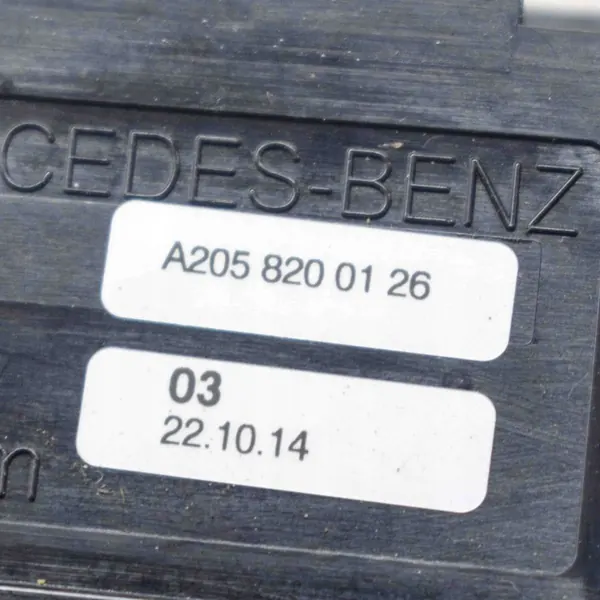 CEDES-BENZ
A205 820 01 26
03
22.10.14
n